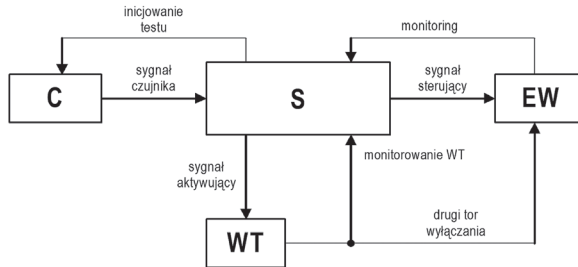 inicjowanie
testu
monitoring
sygnał
czujnika
sygnał
sterujący
C
S
EW
sygnał
aktywujący
monitorowanie WT
WT
drugi tor
wyłączania